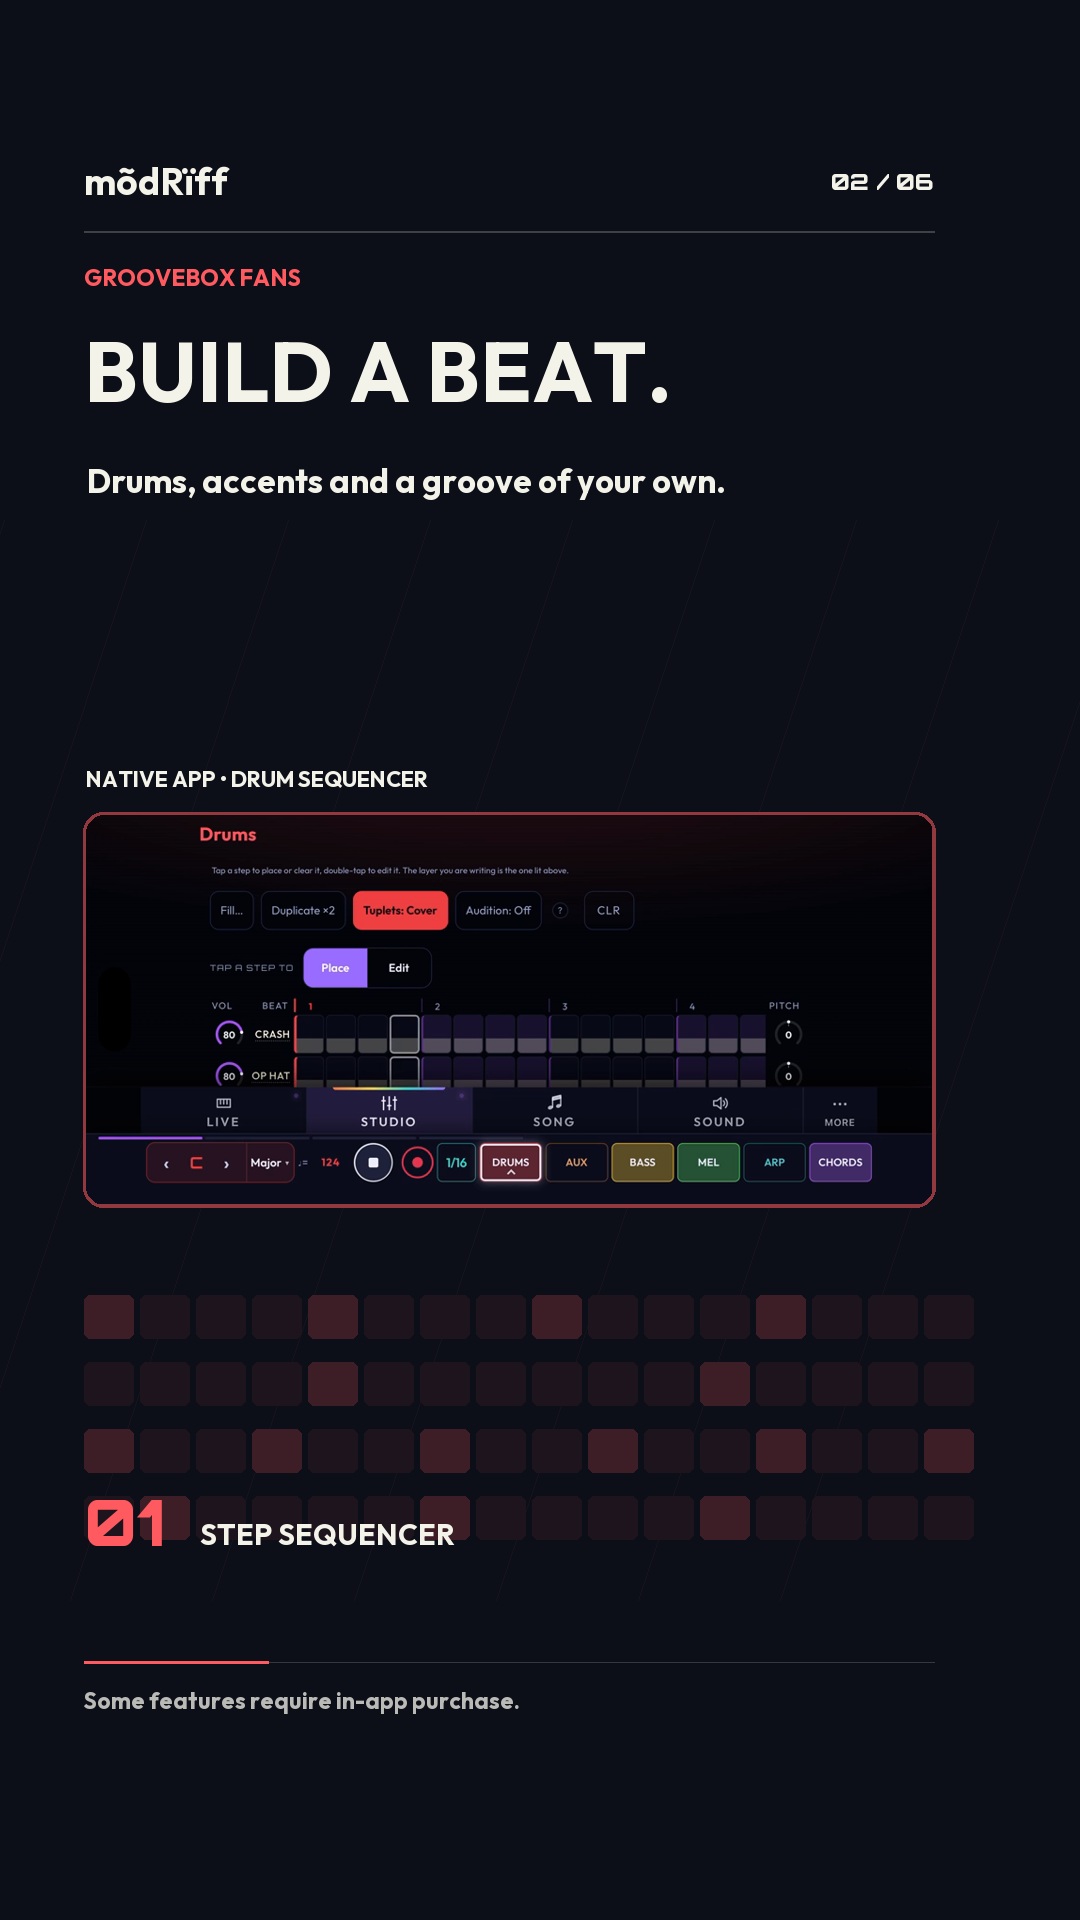 mõdRïff
02 / 06
GROOVEBOX FANS
BUILD A BEAT.
Drums, accents and a groove of your own.
NATIVE APP • DRUM SEQUENCER
Drums
Tap a step to place or clear it, double-tap to edit it. The layer you are writing is the one lit above.
Fill... Duplicate ×2 Tuplets: Cover Audition: Off ? CLR
TAP A STEP TO Place Edit
VOL BEAT 1 2 3 4 PITCH
80 CRASH 0
80 OP HAT 0
LIVE STUDIO SONG SOUND MORE
‹ C › Major ♩= 124 1/16 DRUMS AUX BASS MEL ARP CHORDS
01 STEP SEQUENCER
Some features require in-app purchase.